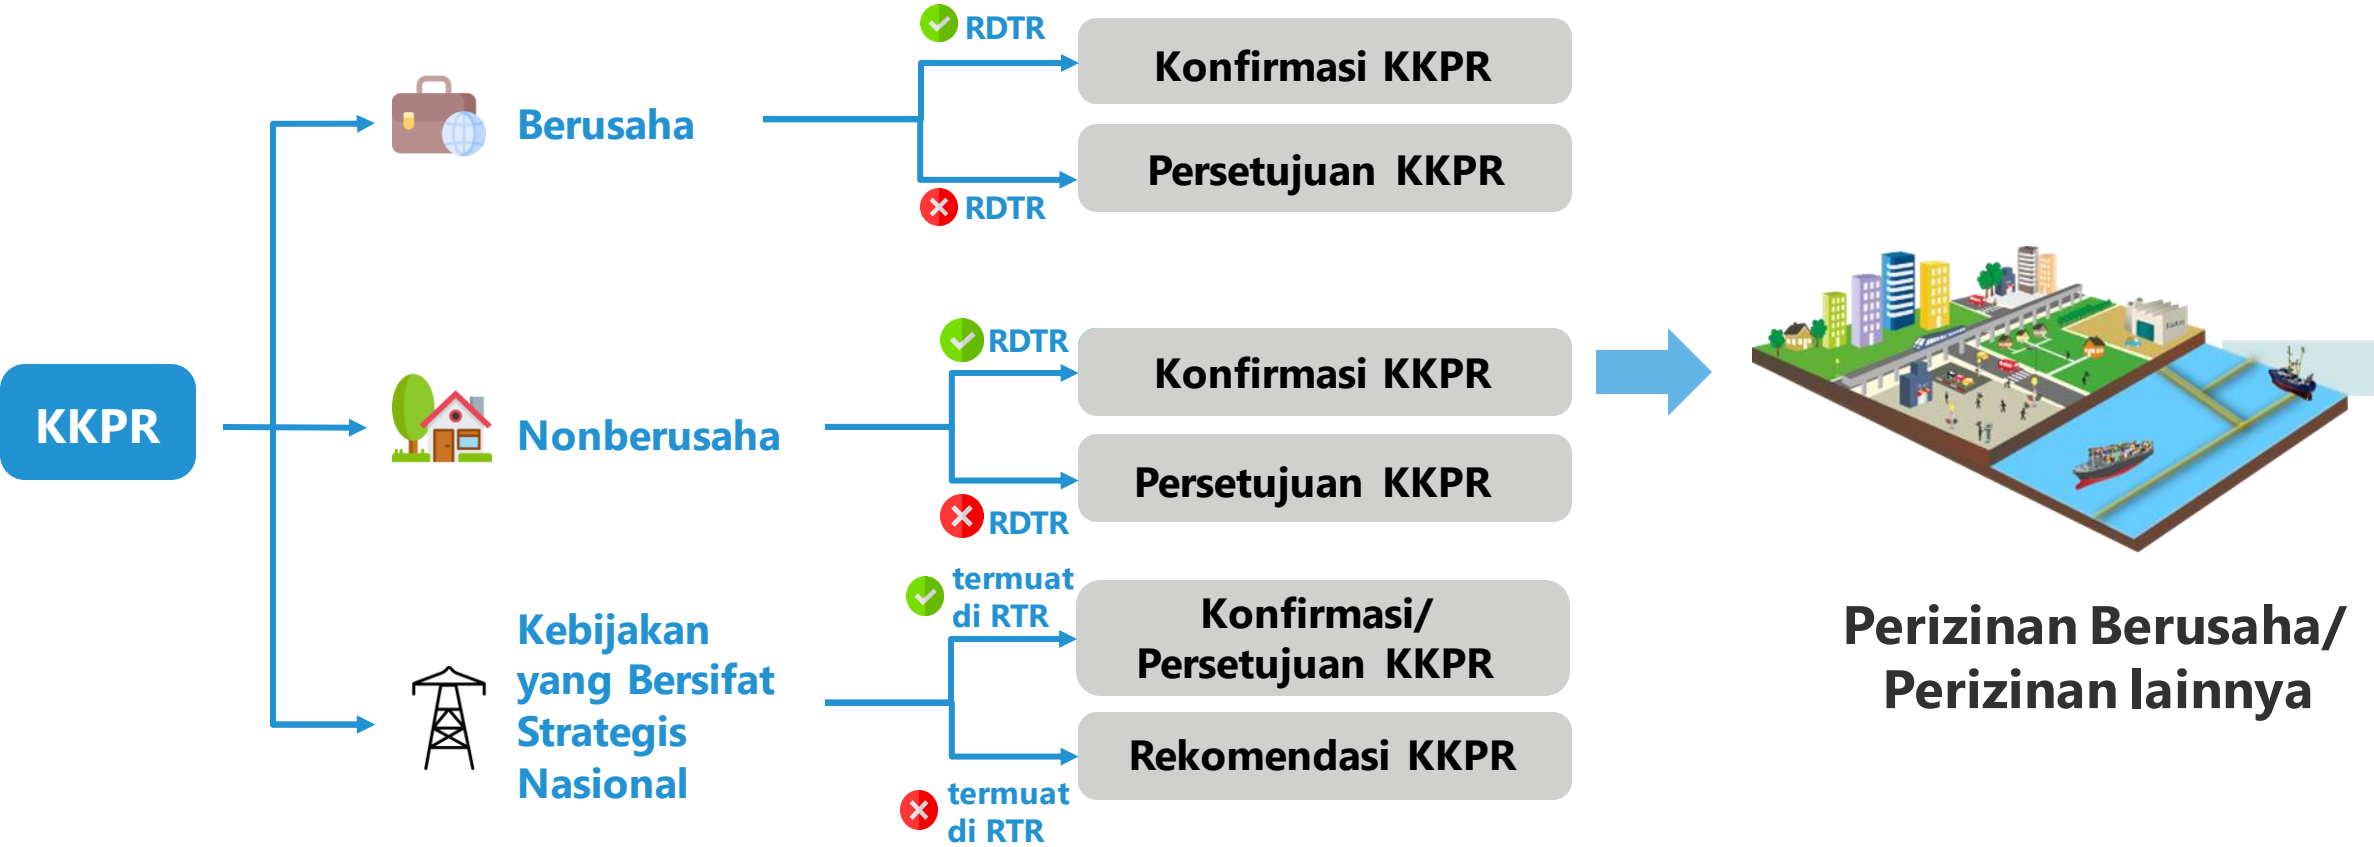 KKPR
Berusaha
RDTR
Konfirmasi KKPR
Persetujuan KKPR
RDTR
Nonberusaha
RDTR
Konfirmasi KKPR
Persetujuan KKPR
RDTR
Kebijakan
yang Bersifat
Strategis
Nasional
termuat
di RTR
Konfirmasi/
Persetujuan KKPR
Rekomendasi KKPR
termuat
di RTR
Perizinan Berusaha/
Perizinan lainnya